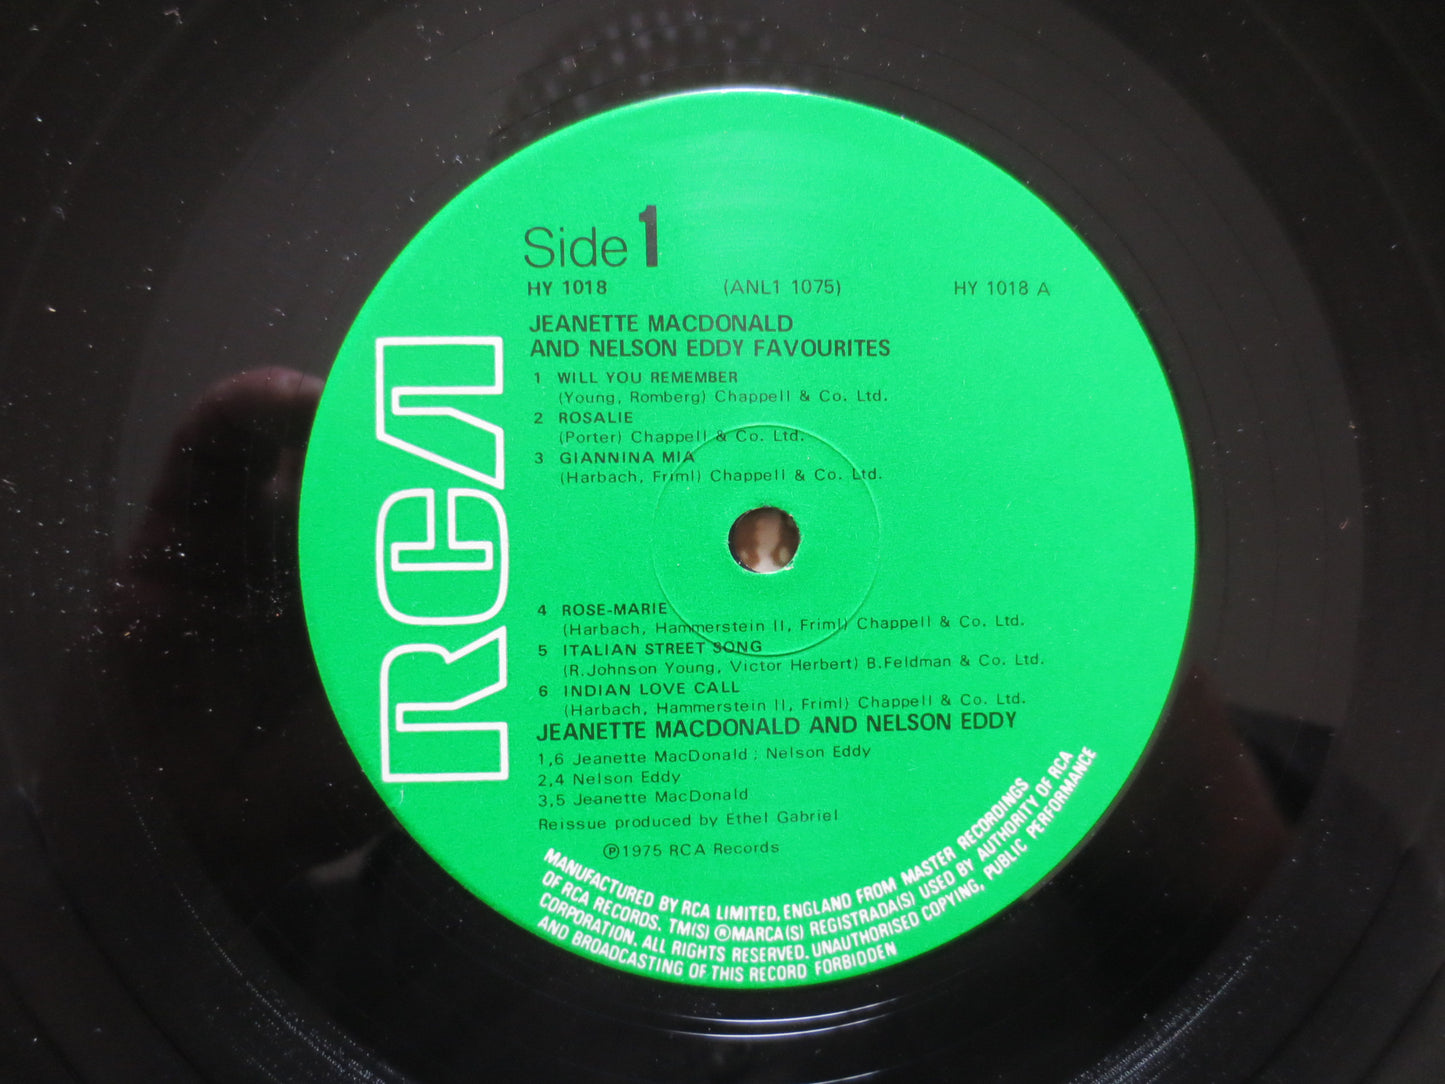 Side 1
HY 1018 (ANL1 1075) HY 1018 A
JEANETTE MACDONALD
AND NELSON EDDY FAVOURITES
1 WILL YOU REMEMBER
(Young, Romberg) Chappell & Co. Ltd.
2 ROSALIE
(Porter) Chappell & Co. Ltd.
3 GIANNINA MIA
(Harbach, Friml) Chappell & Co. Ltd.
RCA
4 ROSE-MARIE
(Harbach, Hammerstein II, Friml) Chappell & Co. Ltd.
5 ITALIAN STREET SONG
(R.Johnson Young, Victor Herbert) B.Feldman & Co. Ltd.
6 INDIAN LOVE CALL
(Harbach, Hammerstein II, Friml) Chappell & Co. Ltd.
JEANETTE MACDONALD AND NELSON EDDY
1,6 Jeanette MacDonald; Nelson Eddy
2,4 Nelson Eddy
3,5 Jeanette MacDonald
Reissue produced by Ethel Gabriel
Ⓟ1975 RCA Records
MANUFACTURED BY RCA LIMITED, ENGLAND FROM MASTER RECORDINGS
OF RCA RECORDS. TM(S) ®MARCA(S) REGISTRADA(S) USED BY AUTHORITY OF RCA
CORPORATION. ALL RIGHTS RESERVED. UNAUTHORISED COPYING, PUBLIC PERFORMANCE
AND BROADCASTING OF THIS RECORD FORBIDDEN